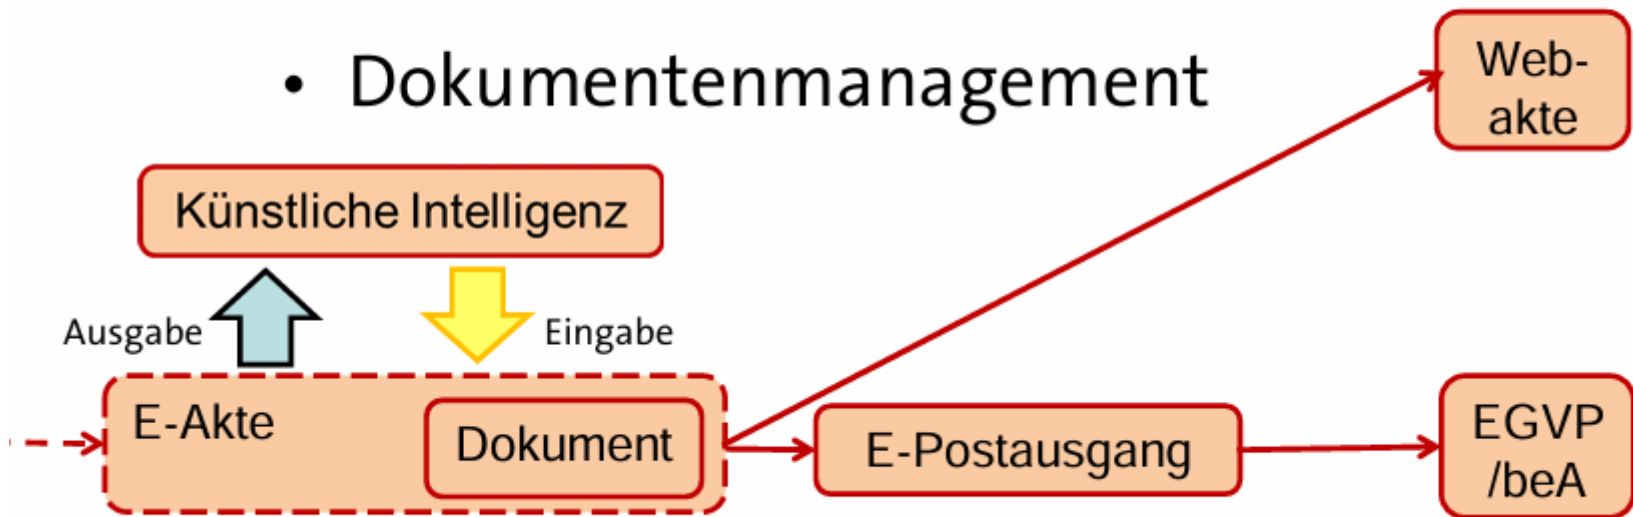 • Dokumentenmanagement
Web-
akte
Künstliche Intelligenz
Ausgabe
Eingabe
E-Akte
Dokument
E-Postausgang
EGVP
/beA